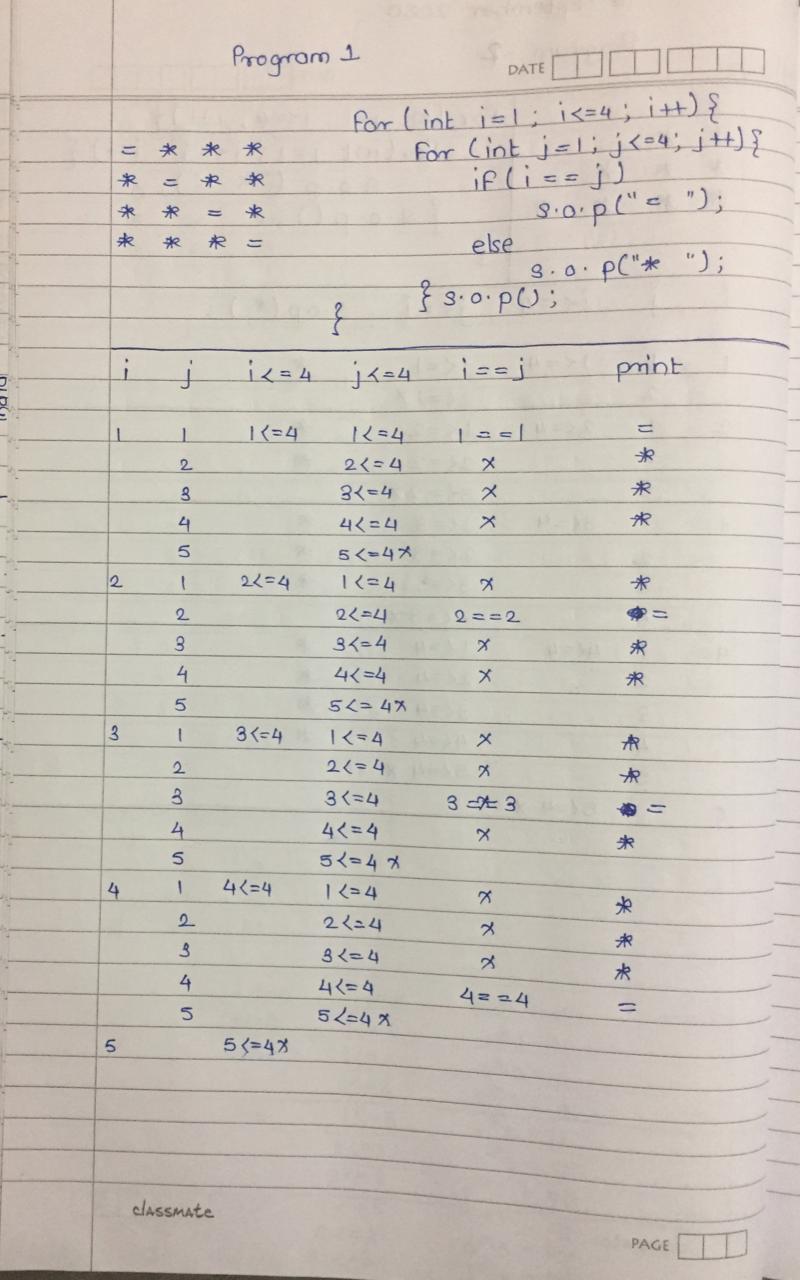 Program 1
DATE
for (int i=1; i<=4; i++) {
= * * * for (int j=1; j<=4; j++) {
* = * * if (i == j)
* * = * s.o.p("= ");
* * * = else
s.o.p("* ");
} s.o.p();
}
i j i<=4 j<=4 i==j print
1 1 1<=4 1<=4 1==1 =
2 2<=4 x *
3 3<=4 x *
4 4<=4 x *
5 5<=4 x
2 1 2<=4 1<=4 x *
2 2<=4 2==2 =
3 3<=4 x *
4 4<=4 x *
5 5<=4 x
3 1 3<=4 1<=4 x *
2 2<=4 x *
3 3<=4 3==3 =
4 4<=4 x *
5 5<=4 x
4 1 4<=4 1<=4 x *
2 2<=4 x *
3 3<=4 x *
4 4<=4 4==4 =
5 5<=4 x
5 5<=4 x
classmate
PAGE